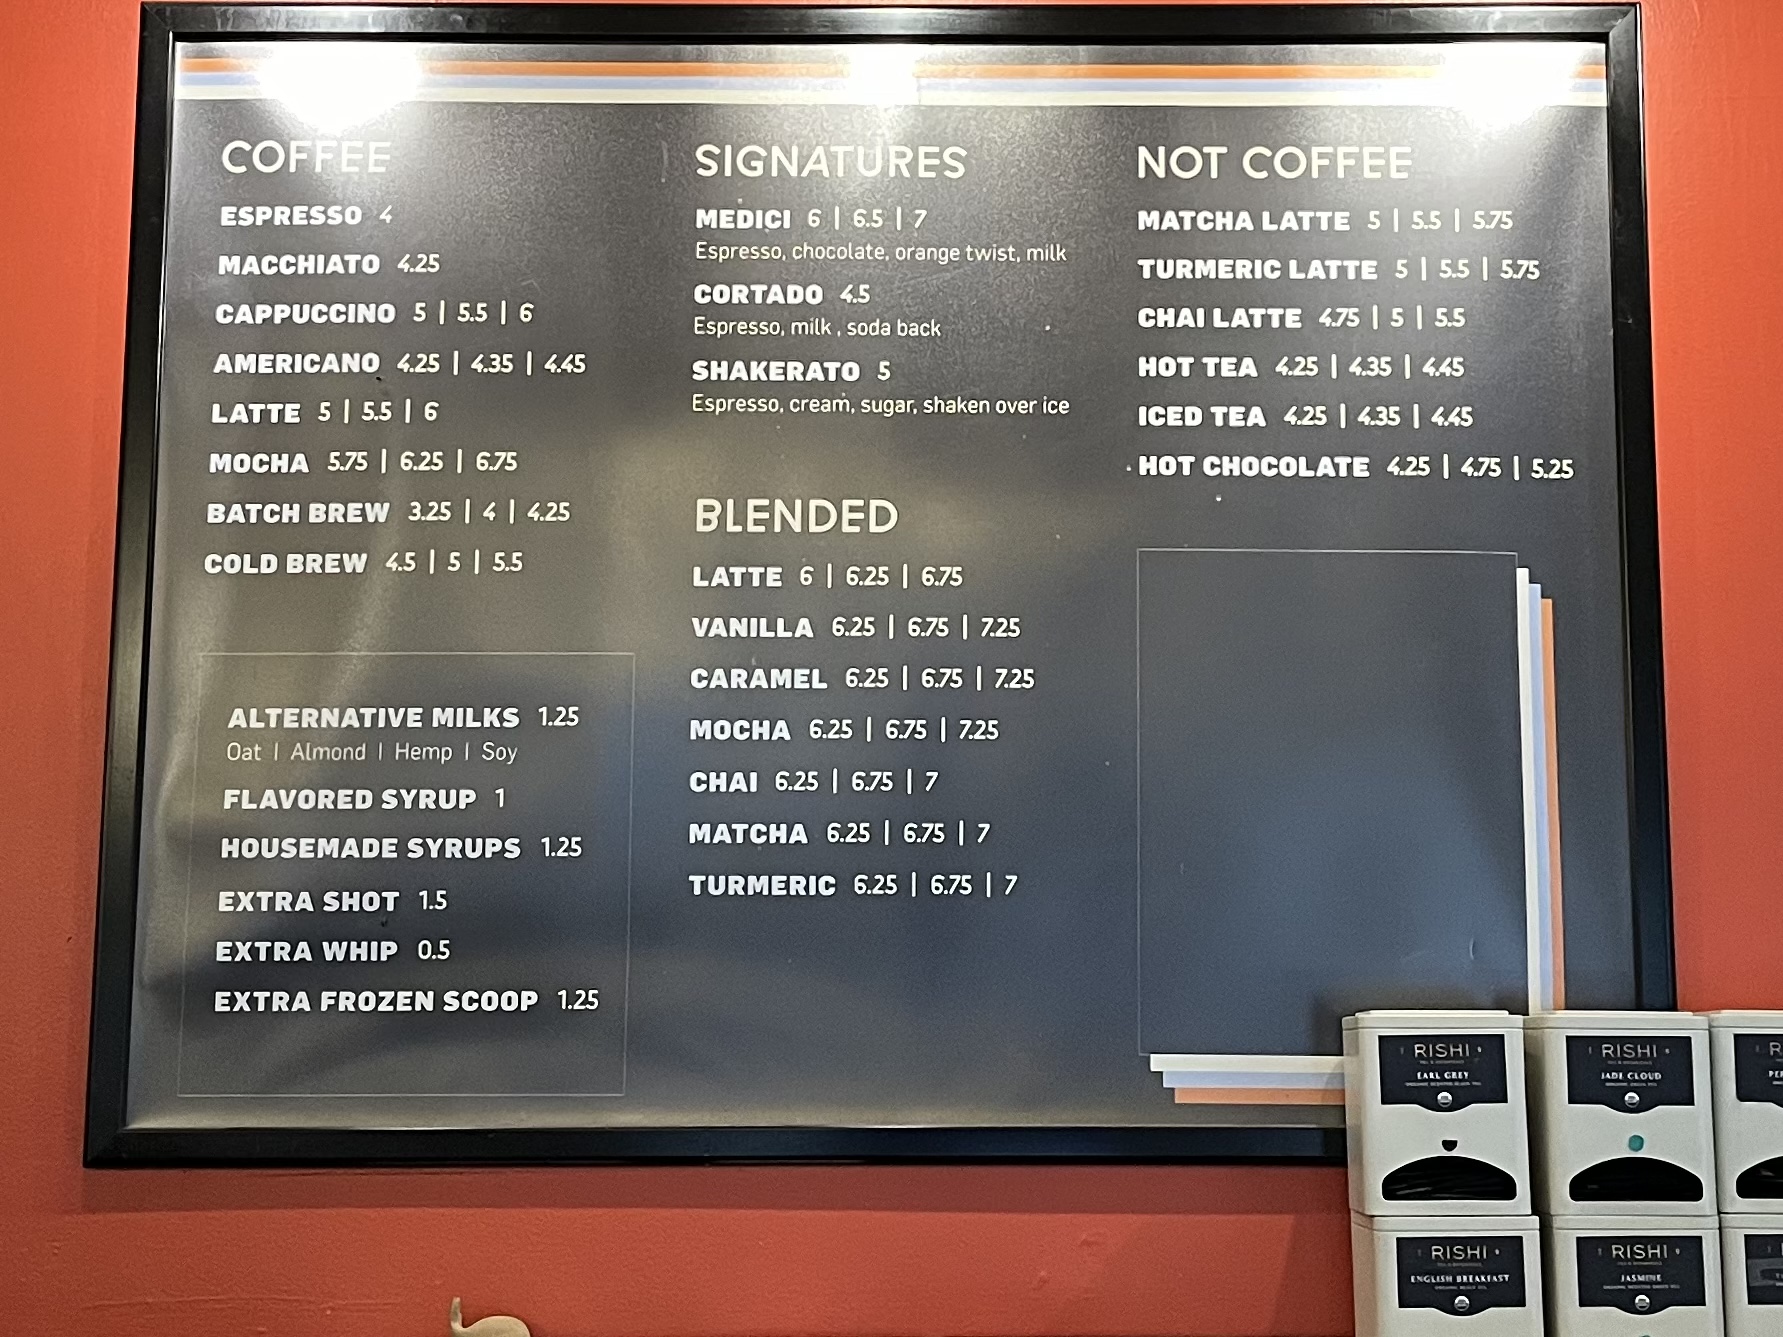 COFFEE
ESPRESSO 4
MACCHIATO 4.25
CAPPUCCINO 5 | 5.5 | 6
AMERICANO 4.25 | 4.35 | 4.45
LATTE 5 | 5.5 | 6
MOCHA 5.75 | 6.25 | 6.75
BATCH BREW 3.25 | 4 | 4.25
COLD BREW 4.5 | 5 | 5.5
ALTERNATIVE MILKS 1.25
Oat | Almond | Hemp | Soy
FLAVORED SYRUP 1
HOUSEMADE SYRUPS 1.25
EXTRA SHOT 1.5
EXTRA WHIP 0.5
EXTRA FROZEN SCOOP 1.25
SIGNATURES
MEDICI 6 | 6.5 | 7
Espresso, chocolate, orange twist, milk
CORTADO 4.5
Espresso, milk , soda back
SHAKERATO 5
Espresso, cream, sugar, shaken over ice
BLENDED
LATTE 6 | 6.25 | 6.75
VANILLA 6.25 | 6.75 | 7.25
CARAMEL 6.25 | 6.75 | 7.25
MOCHA 6.25 | 6.75 | 7.25
CHAI 6.25 | 6.75 | 7
MATCHA 6.25 | 6.75 | 7
TURMERIC 6.25 | 6.75 | 7
NOT COFFEE
MATCHA LATTE 5 | 5.5 | 5.75
TURMERIC LATTE 5 | 5.5 | 5.75
CHAI LATTE 4.75 | 5 | 5.5
HOT TEA 4.25 | 4.35 | 4.45
ICED TEA 4.25 | 4.35 | 4.45
HOT CHOCOLATE 4.25 | 4.75 | 5.25
RISHI
EARL GREY
RISHI
JADE CLOUD
RISHI
ENGLISH BREAKFAST
RISHI
JASMINE